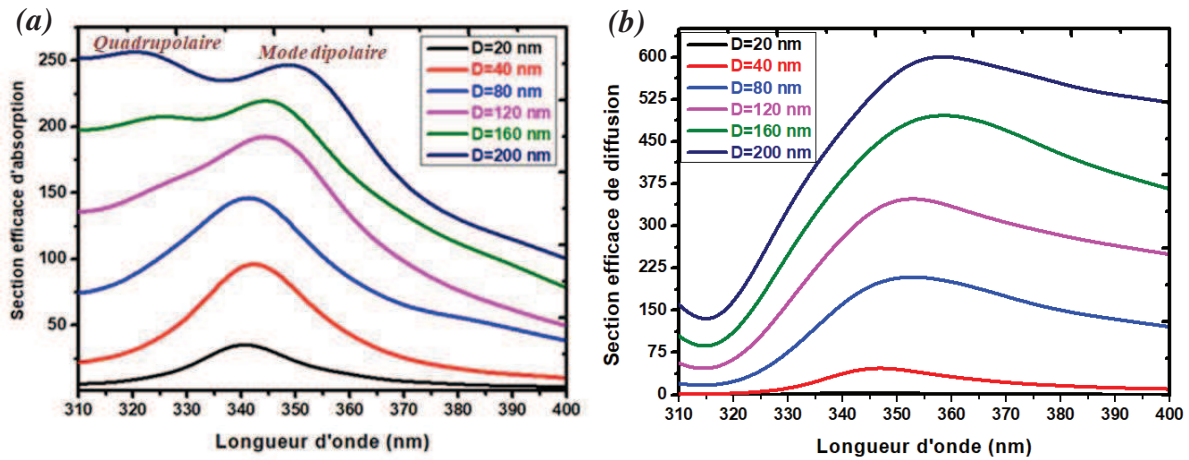 (a)
Quadrupolaire
Mode dipolaire
D=20 nm
D=40 nm
D=80 nm
D=120 nm
D=160 nm
D=200 nm
250
200
150
100
50
Section efficace d'absorption
310 320 330 340 350 360 370 380 390 400
Longueur d'onde (nm)
(b)
D=20 nm
D=40 nm
D=80 nm
D=120 nm
D=160 nm
D=200 nm
600
525
450
375
300
225
150
75
0
Section efficace de diffusion
310 320 330 340 350 360 370 380 390 400
Longueur d'onde (nm)